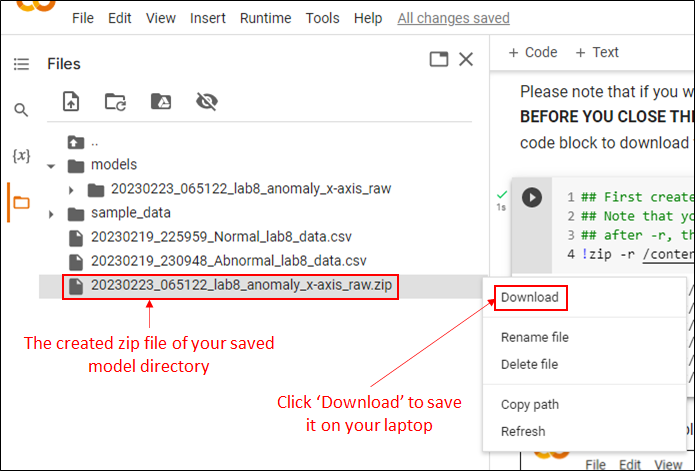 File Edit View Insert Runtime Tools Help All changes saved
Files
+ Code + Text
..
models
20230223_065122_lab8_anomaly_x-axis_raw
sample_data
20230219_225959_Normal_lab8_data.csv
20230219_230948_Abnormal_lab8_data.csv
20230223_065122_lab8_anomaly_x-axis_raw.zip
The created zip file of your saved
model directory
Please note that if you w
BEFORE YOU CLOSE THE
code block to download
{x}
1s
1 ## First create
2 ## Note that yo
3 ## after -r, th
4 !zip -r /conten
Download
Rename file
Delete file
Copy path
Refresh
Click ‘Download’ to save
it on your laptop
File Edit View